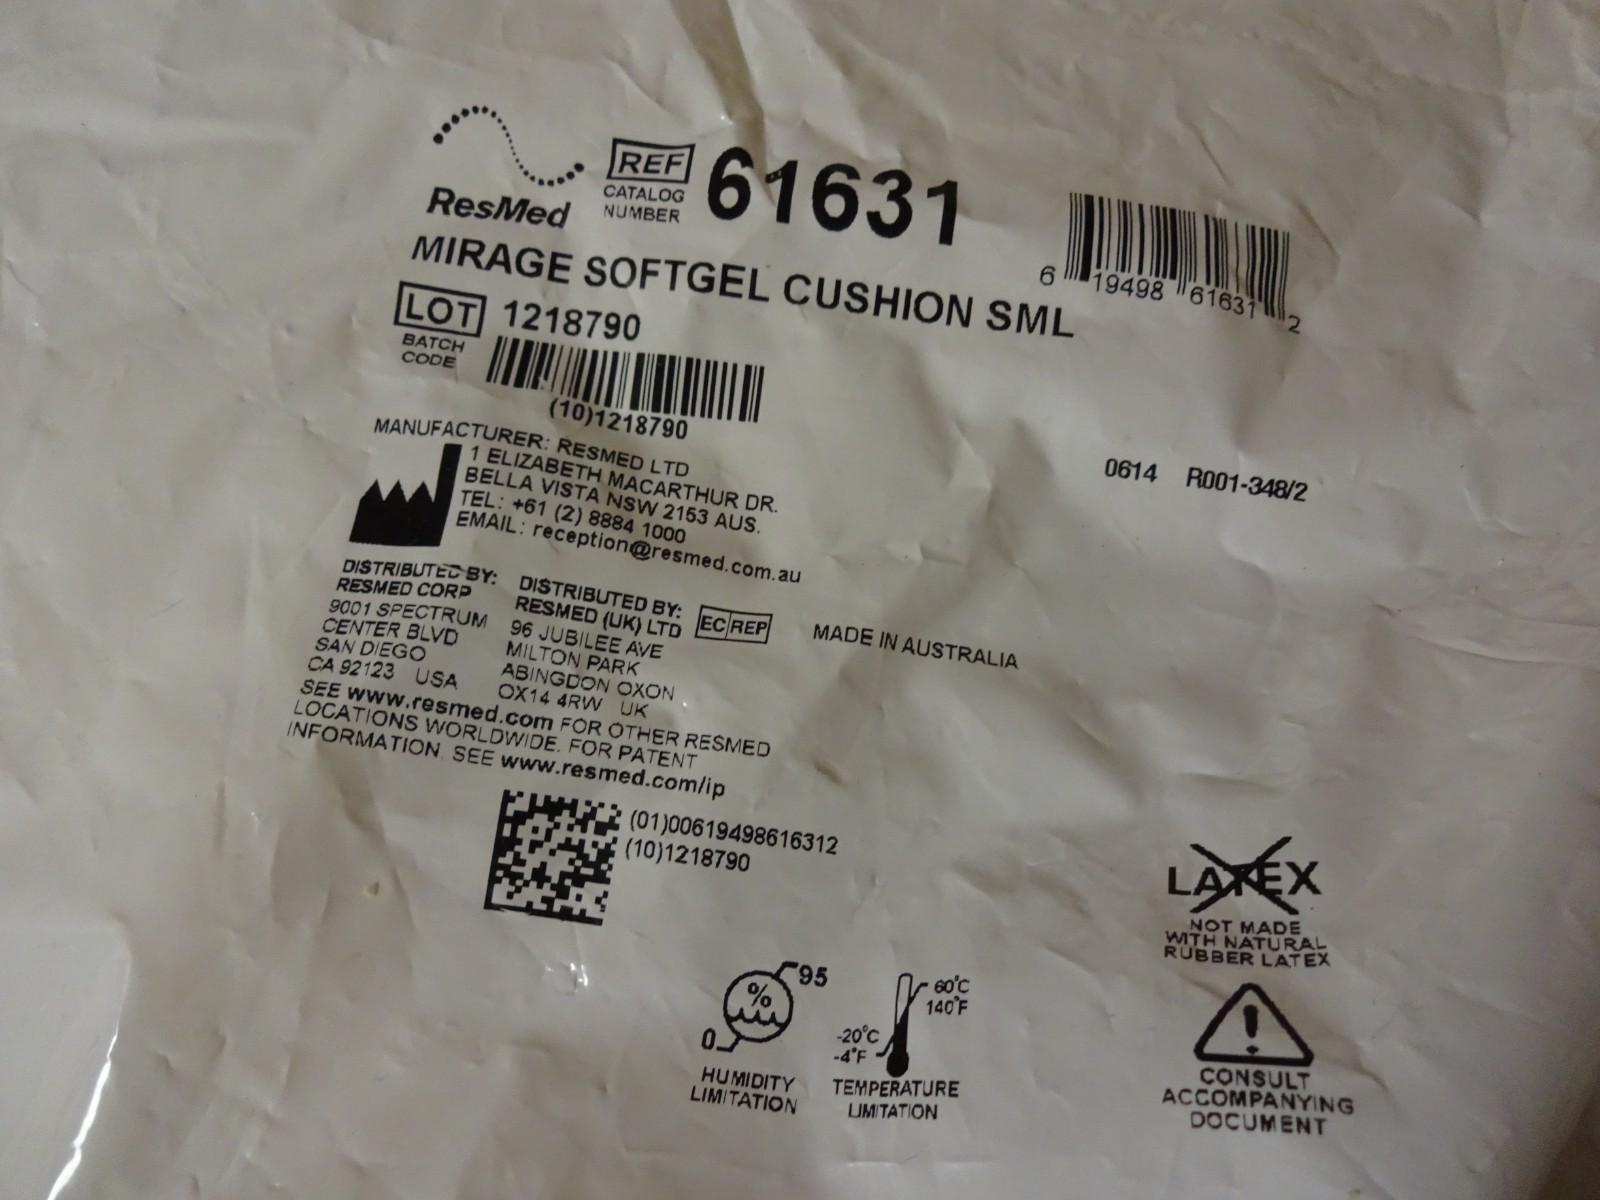 ResMed
REF
CATALOG
NUMBER
61631
MIRAGE SOFTGEL CUSHION SML
6 19498 61631 2
LOT 1218790
BATCH
CODE
(10)1218790
MANUFACTURER: RESMED LTD
1 ELIZABETH MACARTHUR DR.
BELLA VISTA NSW 2153 AUS.
TEL: +61 (2) 8884 1000
EMAIL: reception@resmed.com.au
0614 R001-348/2
DISTRIBUTED BY:
RESMED CORP
9001 SPECTRUM
CENTER BLVD
SAN DIEGO
CA 92123 USA
DISTRIBUTED BY:
RESMED (UK) LTD
96 JUBILEE AVE
MILTON PARK
ABINGDON OXON
OX14 4RW UK
EC REP
MADE IN AUSTRALIA
SEE www.resmed.com FOR OTHER RESMED
LOCATIONS WORLDWIDE. FOR PATENT
INFORMATION, SEE www.resmed.com/ip
(01)00619498616312
(10)1218790
LATEX
NOT MADE
WITH NATURAL
RUBBER LATEX
95
%
0
HUMIDITY
LIMITATION
60°C
140°F
-20°C
-4°F
TEMPERATURE
LIMITATION
!
CONSULT
ACCOMPANYING
DOCUMENT